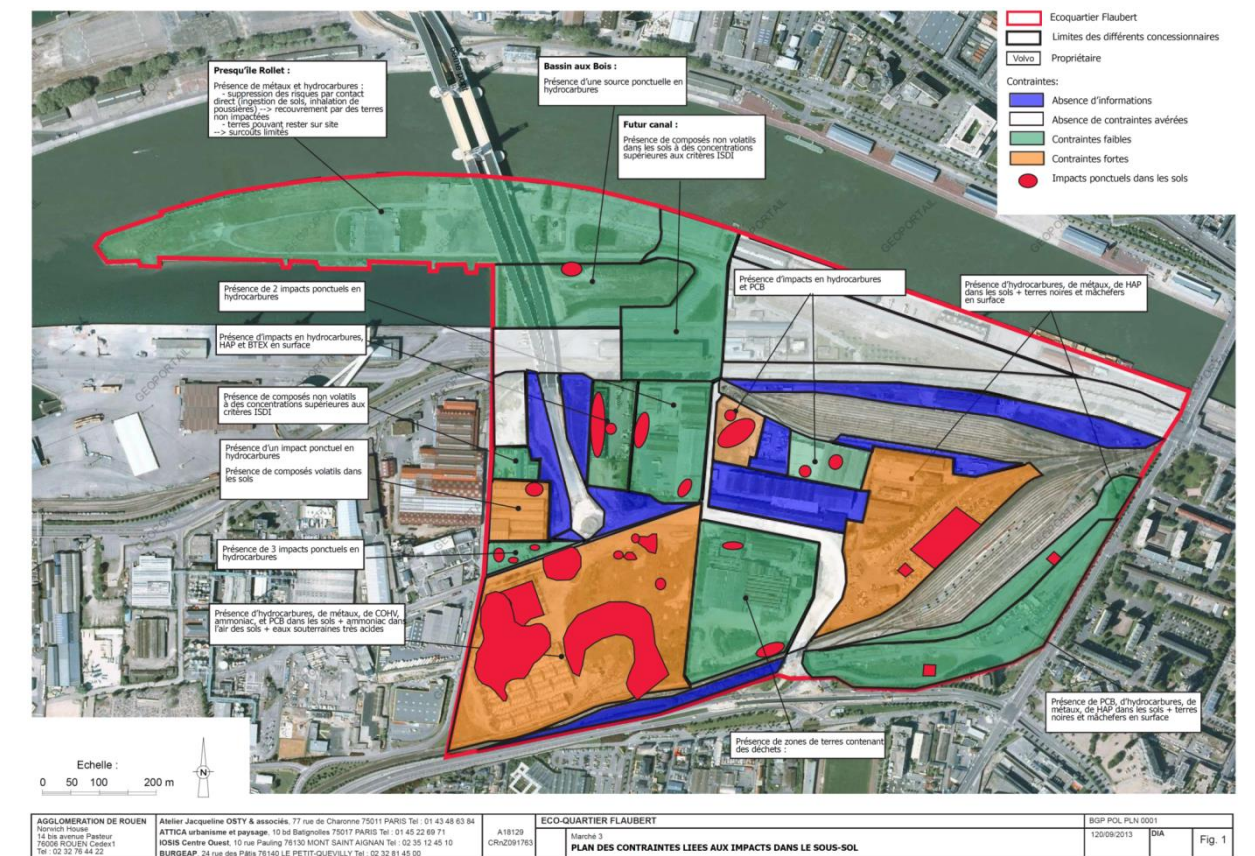 Presqu'ile Rollet :
Présence de métaux et hydrocarbures :
- suppression des risques par contact
direct (ingestion de sols, inhalation de
poussières) --> recouvrement par des terres
non impactées
- terres pouvant rester sur site
--> surcoûts limités
Bassin aux Bois :
Présence d'une source ponctuelle en
hydrocarbures
Futur canal :
Présence de composés non volatils
dans les sols à des concentrations
supérieures aux critères ISDI
Ecoquartier Flaubert
Limites des différents concessionnaires
Volvo Propriétaire
Contraintes:
Absence d'informations
Absence de contraintes avérées
Contraintes faibles
Contraintes fortes
Impacts ponctuels dans les sols
GEOPORTAIL
GEOPORTAIL
GEOPORTAIL
GEOPORTAIL
Présence de 2 impacts ponctuels en
hydrocarbures
Présence d'impacts en hydrocarbures,
HAP et BTEX en surface
Présence de composés non volatils
à des concentrations supérieures aux
critères ISDI
Présence d'un impact ponctuel en
hydrocarbures
Présence de composés volatils dans
les sols
Présence de 3 impacts ponctuels en
hydrocarbures
Présence d'hydrocarbures, de métaux, de COHV,
ammoniac, et PCB dans les sols + ammoniac dans
l'air des sols + eaux souterraines très acides
Présence d'impacts en hydrocarbures
et PCB
Présence d'hydrocarbures, de métaux, de HAP
dans les sols + terres noires et mâchefers
en surface
Présence de PCB, d'hydrocarbures, de
métaux, de HAP dans les sols + terres
noires et mâchefers en surface
Présence de zones de terres contenant
des déchets :
Echelle :
0 50 100 200 m
N
AGGLOMERATION DE ROUEN
Norwich House
14 bis avenue Pasteur
76006 ROUEN Cedex1
Tel : 02 32 76 44 22
Atelier Jacqueline OSTY & associés, 77 rue de Charonne 75011 PARIS Tel : 01 43 48 63 84
ATTICA urbanisme et paysage, 10 bd Batignolles 75017 PARIS Tel : 01 45 22 69 71
IOSIS Centre Ouest, 10 rue Pauling 76130 MONT SAINT AIGNAN Tel : 02 35 12 45 10
BURGEAP, 24 rue des Pâtis 76140 LE PETIT-QUEVILLY Tel : 02 32 81 45 00
A18129
CRnZ091763
ECO-QUARTIER FLAUBERT
Marché 3
PLAN DES CONTRAINTES LIEES AUX IMPACTS DANS LE SOUS-SOL
BGP POL PLN 0001
120/09/2013
DIA
Fig. 1